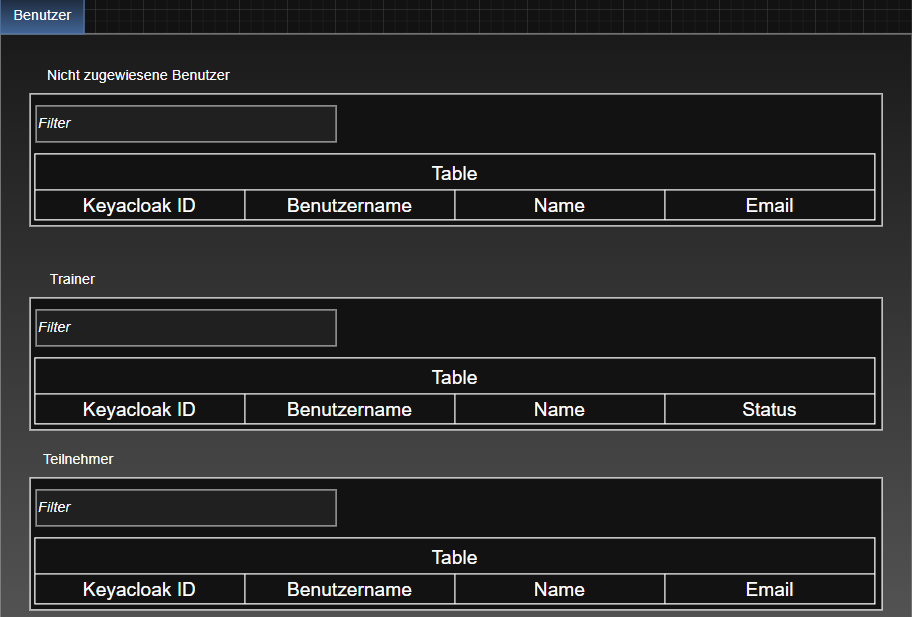 Benutzer
Nicht zugewiesene Benutzer
Filter
Table
Keyacloak ID Benutzername Name Email
Trainer
Filter
Table
Keyacloak ID Benutzername Name Status
Teilnehmer
Filter
Table
Keyacloak ID Benutzername Name Email